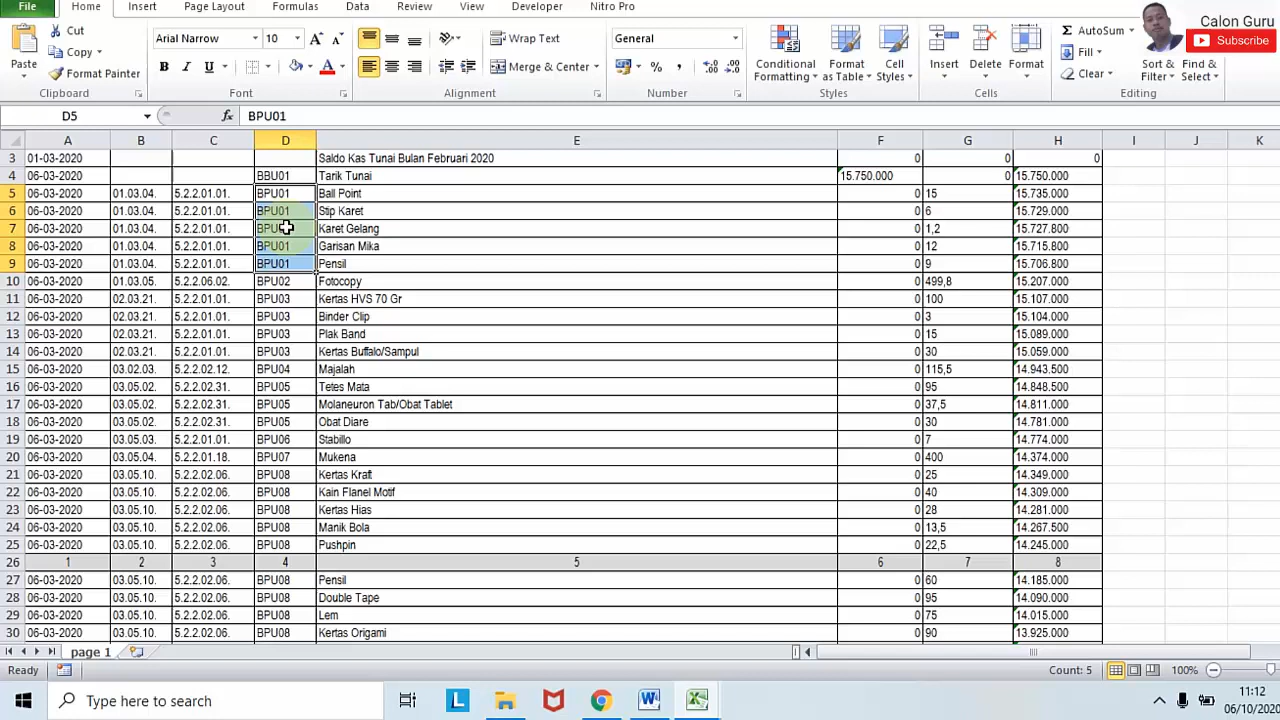 File Home Insert Page Layout Formulas Data Review View Developer Nitro Pro
Calon Guru
Subscribe
Paste Cut Copy Format Painter
Arial Narrow 10 A A
B I U A
Wrap Text
Merge & Center
General
% ,
Conditional Formatting Format as Table Cell Styles
Insert Delete Format
Σ AutoSum Fill Clear
Sort & Filter Find & Select
Clipboard Font Alignment Number Styles Cells Editing
D5 fx BPU01
A B C D E F G H I J K
3 01-03-2020 Saldo Kas Tunai Bulan Februari 2020 0 0 0
4 06-03-2020 BBU01 Tarik Tunai 15.750.000 0 15.750.000
5 06-03-2020 01.03.04. 5.2.2.01.01. BPU01 Ball Point 0 15 15.735.000
6 06-03-2020 01.03.04. 5.2.2.01.01. BPU01 Stip Karet 0 6 15.729.000
7 06-03-2020 01.03.04. 5.2.2.01.01. Karet Gelang 0 1,2 15.727.800
8 06-03-2020 01.03.04. 5.2.2.01.01. BPU01 Garisan Mika 0 12 15.715.800
9 06-03-2020 01.03.04. 5.2.2.01.01. BPU01 Pensil 0 9 15.706.800
10 06-03-2020 01.03.05. 5.2.2.06.02. BPU02 Fotocopy 0 499,8 15.207.000
11 06-03-2020 02.03.21. 5.2.2.01.01. BPU03 Kertas HVS 70 Gr 0 100 15.107.000
12 06-03-2020 02.03.21. 5.2.2.01.01. BPU03 Binder Clip 0 3 15.104.000
13 06-03-2020 02.03.21. 5.2.2.01.01. BPU03 Plak Band 0 15 15.089.000
14 06-03-2020 02.03.21. 5.2.2.01.01. BPU03 Kertas Buffalo/Sampul 0 30 15.059.000
15 06-03-2020 03.02.03. 5.2.2.02.12. BPU04 Majalah 0 115,5 14.943.500
16 06-03-2020 03.05.02. 5.2.2.02.31. BPU05 Tetes Mata 0 95 14.848.500
17 06-03-2020 03.05.02. 5.2.2.02.31. BPU05 Molaneuron Tab/Obat Tablet 0 37,5 14.811.000
18 06-03-2020 03.05.02. 5.2.2.02.31. BPU05 Obat Diare 0 30 14.781.000
19 06-03-2020 03.05.03. 5.2.2.01.01. BPU06 Stabillo 0 7 14.774.000
20 06-03-2020 03.05.04. 5.2.2.01.18. BPU07 Mukena 0 400 14.374.000
21 06-03-2020 03.05.10. 5.2.2.02.06. BPU08 Kertas Kraft 0 25 14.349.000
22 06-03-2020 03.05.10. 5.2.2.02.06. BPU08 Kain Flanel Motif 0 40 14.309.000
23 06-03-2020 03.05.10. 5.2.2.02.06. BPU08 Kertas Hias 0 28 14.281.000
24 06-03-2020 03.05.10. 5.2.2.02.06. BPU08 Manik Bola 0 13,5 14.267.500
25 06-03-2020 03.05.10. 5.2.2.02.06. BPU08 Pushpin 0 22,5 14.245.000
26 1 2 3 4 5 6 7 8
27 06-03-2020 03.05.10. 5.2.2.02.06. BPU08 Pensil 0 60 14.185.000
28 06-03-2020 03.05.10. 5.2.2.02.06. BPU08 Double Tape 0 95 14.090.000
29 06-03-2020 03.05.10. 5.2.2.02.06. BPU08 Lem 0 75 14.015.000
30 06-03-2020 03.05.10. 5.2.2.02.06. BPU08 Kertas Origami 0 90 13.925.000
page 1
Ready Count: 5 100%
Type here to search
11:12
06/10/2020